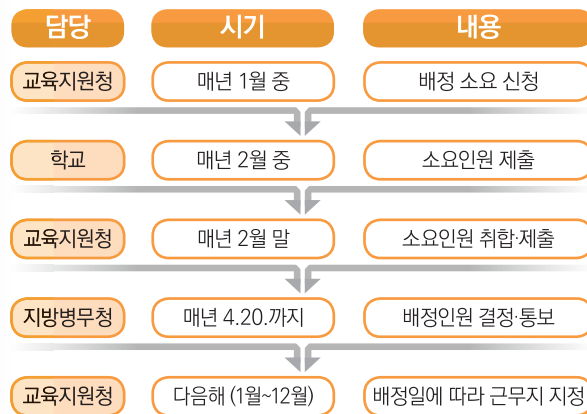 담당 시기 내용
교육지원청 매년 1월 중 배정 소요 신청
학교 매년 2월 중 소요인원 제출
교육지원청 매년 2월 말 소요인원 취합·제출
지방병무청 매년 4.20.까지 배정인원 결정·통보
교육지원청 다음해 (1월~12월) 배정일에 따라 근무지 지정